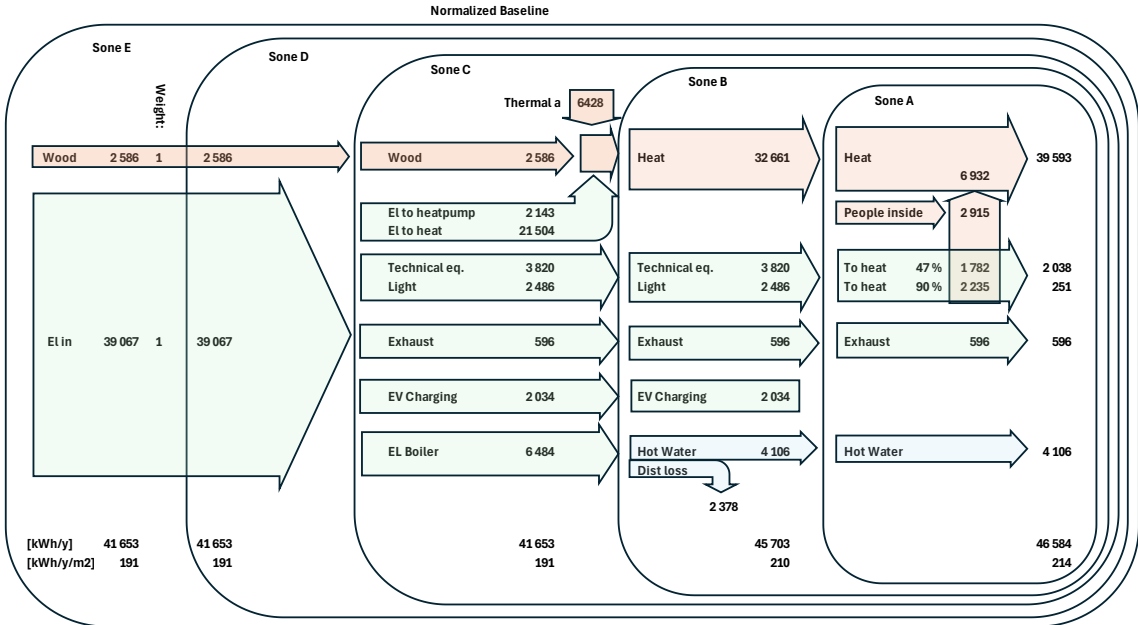 Normalized Baseline
Sone E
Sone D
Sone C
Sone B
Sone A
Weight:
Thermal a 6428
Wood 2 586 1 2 586
Wood 2 586
Heat 32 661
Heat 39 593
6 932
El to heatpump 2 143
El to heat 21 504
People inside 2 915
Technical eq. 3 820
Light 2 486
Technical eq. 3 820
Light 2 486
To heat 47 % 1 782 2 038
To heat 90 % 2 235 251
El in 39 067 1 39 067
Exhaust 596
Exhaust 596
Exhaust 596 596
EV Charging 2 034
EV Charging 2 034
EL Boiler 6 484
Hot Water 4 106
Dist loss
2 378
Hot Water 4 106
[kWh/y] 41 653 41 653 41 653 45 703 46 584
[kWh/y/m2] 191 191 191 210 214